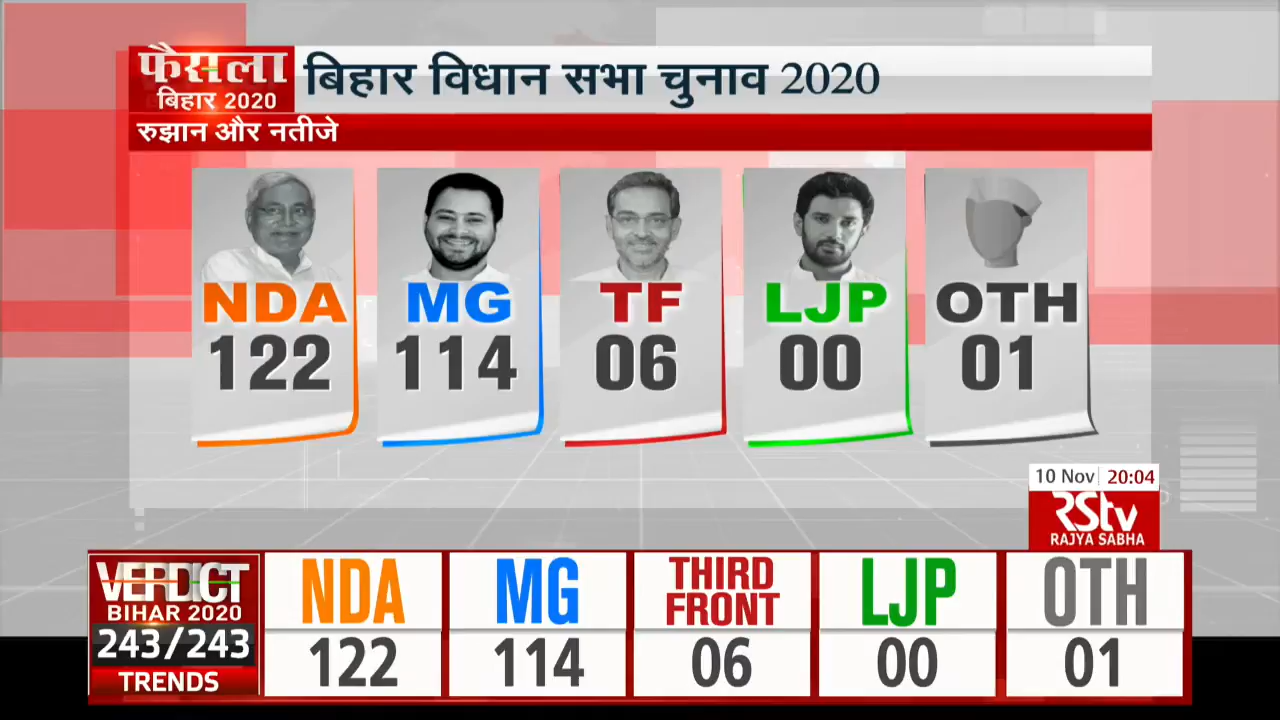 फैसला
बिहार 2020
बिहार विधान सभा चुनाव 2020
रुझान और नतीजे
NDA
122
MG
114
TF
06
LJP
00
OTH
01
10 Nov 20:04
RStv
RAJYA SABHA
VERDICT
BIHAR 2020
243/243
TRENDS
NDA
122
MG
114
THIRD
FRONT
06
LJP
00
OTH
01